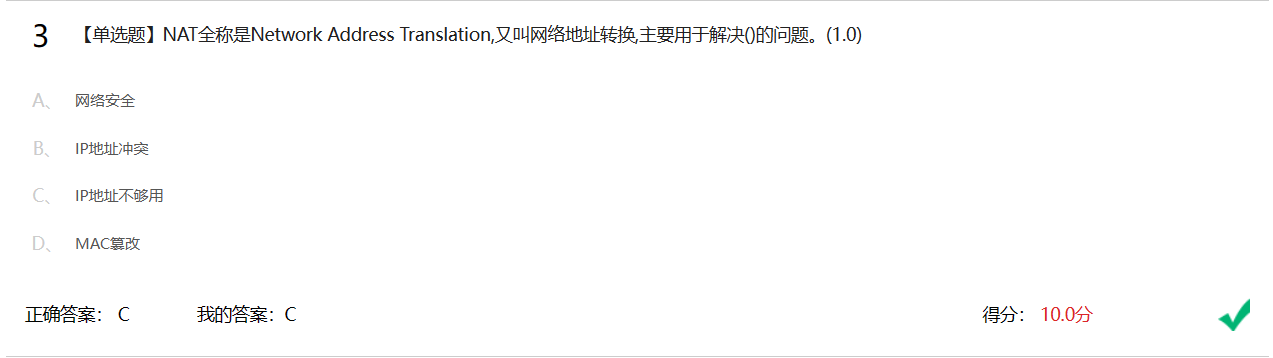 3 【单选题】NAT全称是Network Address Translation,又叫网络地址转换,主要用于解决()的问题。(1.0)
A、 网络安全
B、 IP地址冲突
C、 IP地址不够用
D、 MAC篡改
正确答案： C 我的答案：C 得分： 10.0分